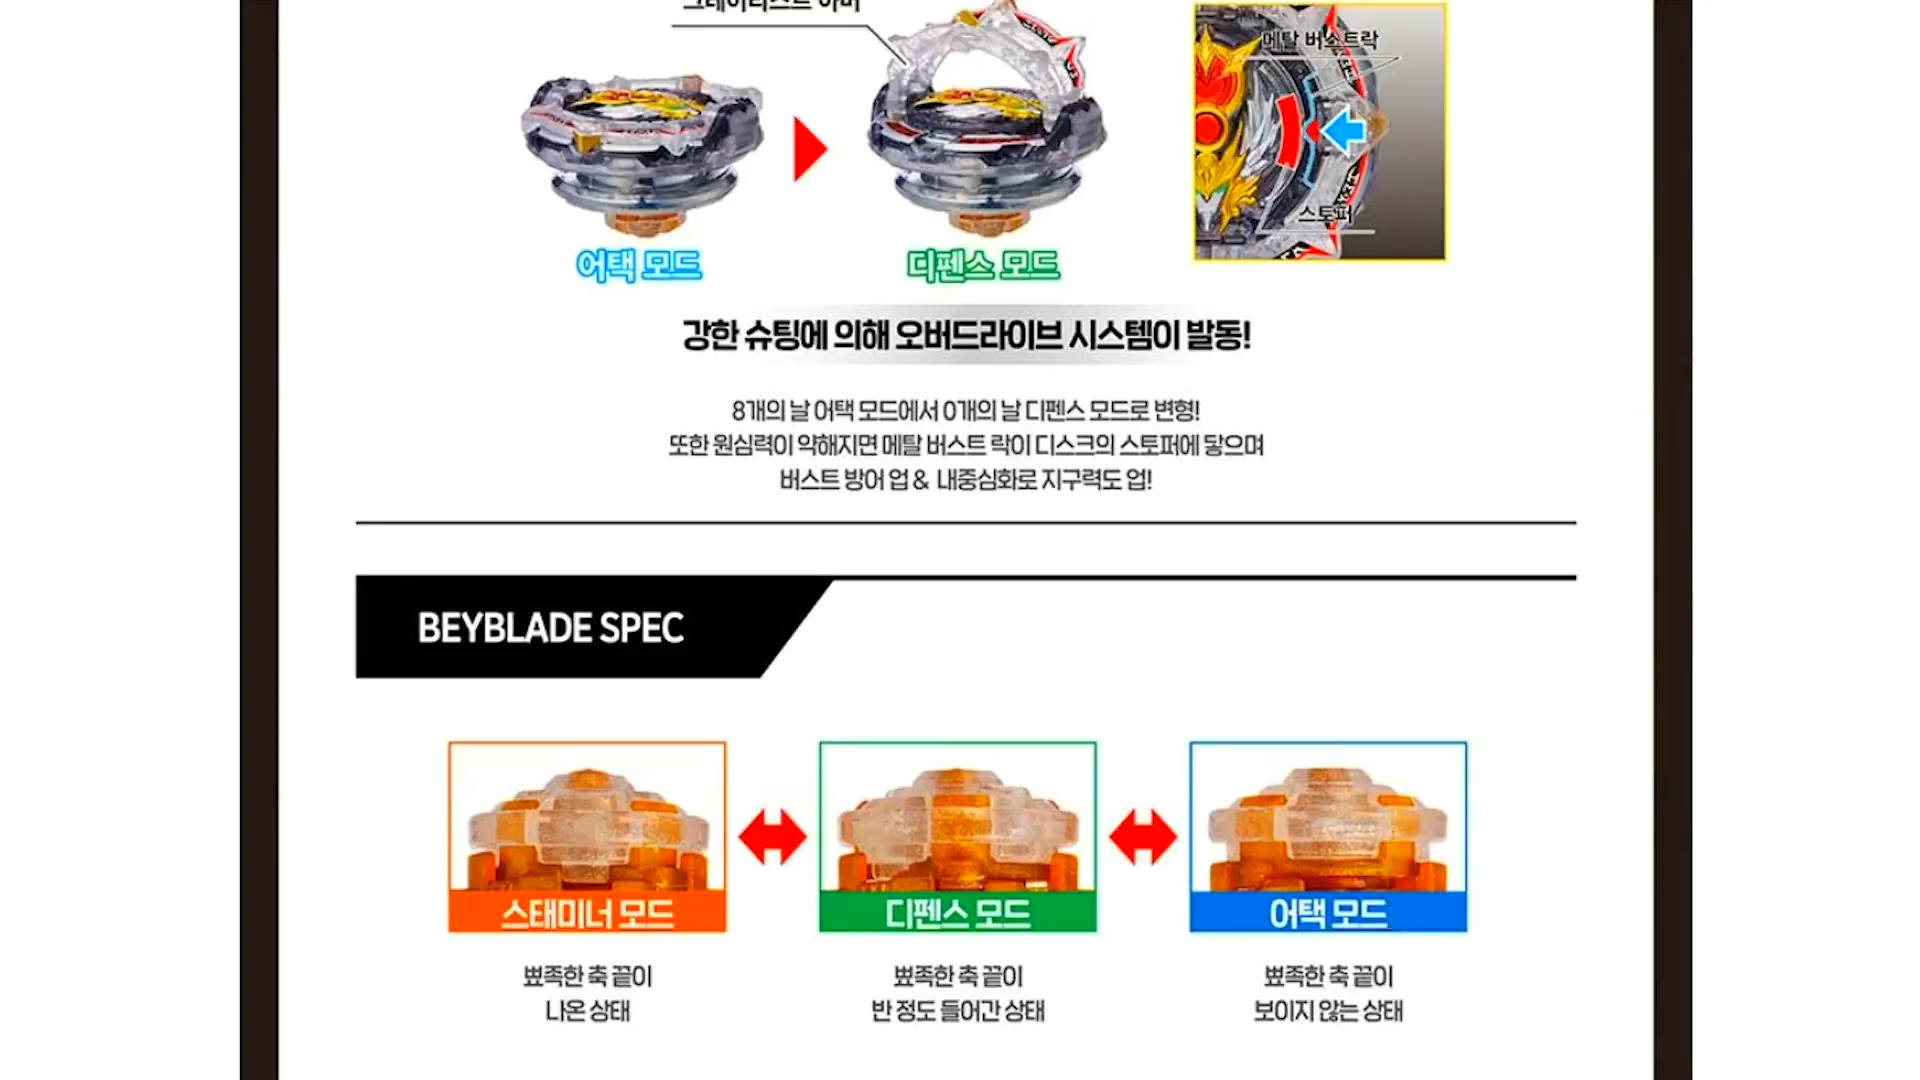 메탈 버스트락
스토퍼
어택 모드
디펜스 모드
강한 슈팅에 의해 오버드라이브 시스템이 발동!
8개의 날 어택 모드에서 0개의 날 디펜스 모드로 변형!
또한 원심력이 약해지면 메탈 버스트 락이 디스크의 스토퍼에 닿으며
버스트 방어 업 & 내중심화로 지구력도 업!
BEYBLADE SPEC
스태미너 모드
디펜스 모드
어택 모드
뾰족한 축 끝이
나온 상태
뾰족한 축 끝이
반 정도 들어간 상태
뾰족한 축 끝이
보이지 않는 상태